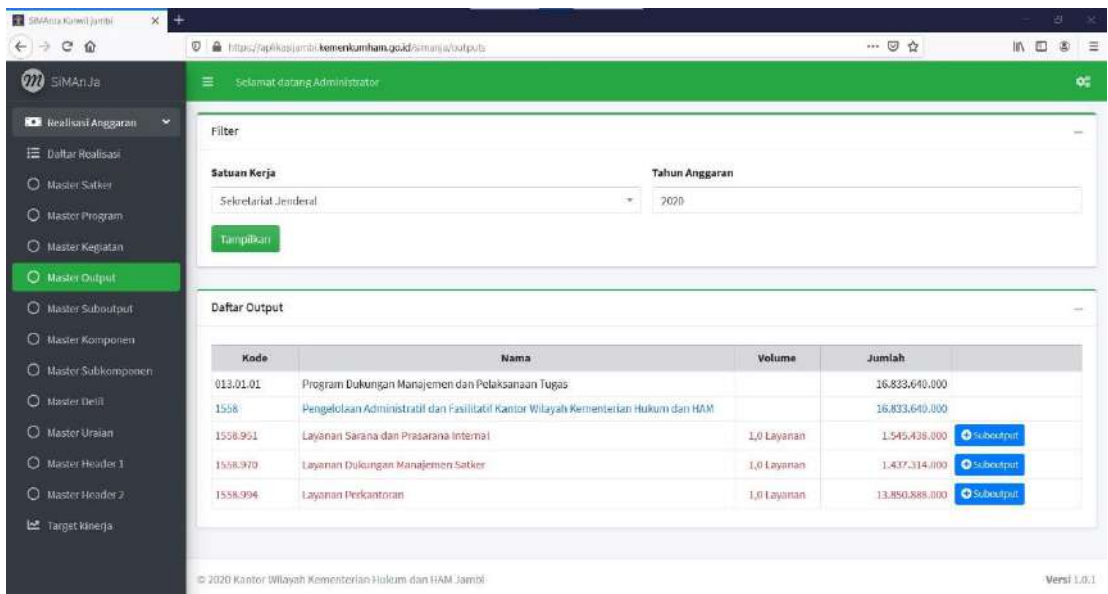 SiMAnJa Kanwil Jambi
https://aplikasijambi.kemenkumham.go.id/simanja/outputs
SiMAnJa
Selamat datang Administrator
Realisasi Anggaran
Daftar Realisasi
Master Satker
Master Program
Master Kegiatan
Master Output
Master Suboutput
Master Komponen
Master Subkomponen
Master Detil
Master Uraian
Master Header 1
Master Header 2
Target kinerja
Filter
Satuan Kerja
Tahun Anggaran
Sekretariat Jenderal
2020
Tampilkan
Daftar Output
Kode Nama Volume Jumlah
013.01.01 Program Dukungan Manajemen dan Pelaksanaan Tugas 16.833.640.000
1558 Pengelolaan Administratif dan Fasilitatif Kantor Wilayah Kementerian Hukum dan HAM 16.833.640.000
1558.951 Layanan Sarana dan Prasarana Internal 1,0 Layanan 1.545.438.000 Suboutput
1558.970 Layanan Dukungan Manajemen Satker 1,0 Layanan 1.437.314.000 Suboutput
1558.994 Layanan Perkantoran 1,0 Layanan 13.850.888.000 Suboutput
© 2020 Kantor Wilayah Kementerian Hukum dan HAM Jambi
Versi 1.0.1